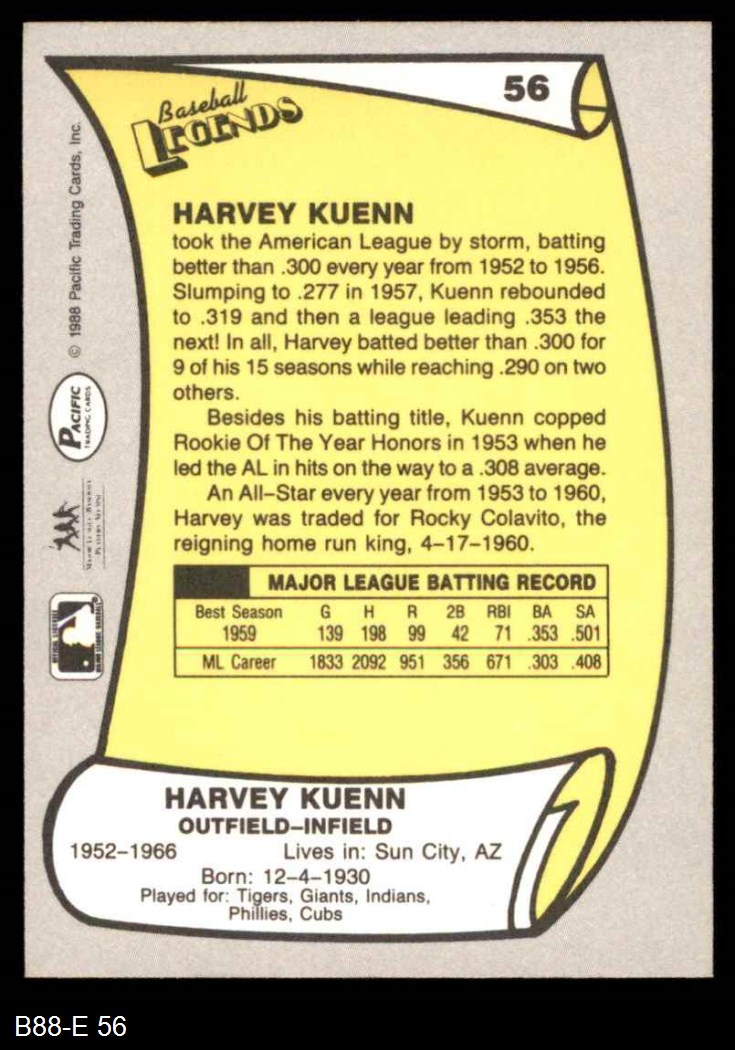 56
Baseball
LEGENDS
© 1988 Pacific Trading Cards, Inc.
PACIFIC
TRADING CARDS
HARVEY KUENN
took the American League by storm, batting
better than .300 every year from 1952 to 1956.
Slumping to .277 in 1957, Kuenn rebounded
to .319 and then a league leading .353 the
next! In all, Harvey batted better than .300 for
9 of his 15 seasons while reaching .290 on two
others.
Besides his batting title, Kuenn copped
Rookie Of The Year Honors in 1953 when he
led the AL in hits on the way to a .308 average.
An All-Star every year from 1953 to 1960,
Harvey was traded for Rocky Colavito, the
reigning home run king, 4-17-1960.
MAJOR LEAGUE BATTING RECORD
Best Season G H R 2B RBI BA SA
1959 139 198 99 42 71 .353 .501
ML Career 1833 2092 951 356 671 .303 .408
HARVEY KUENN
OUTFIELD-INFIELD
1952-1966 Lives in: Sun City, AZ
Born: 12-4-1930
Played for: Tigers, Giants, Indians,
Phillies, Cubs
B88-E 56